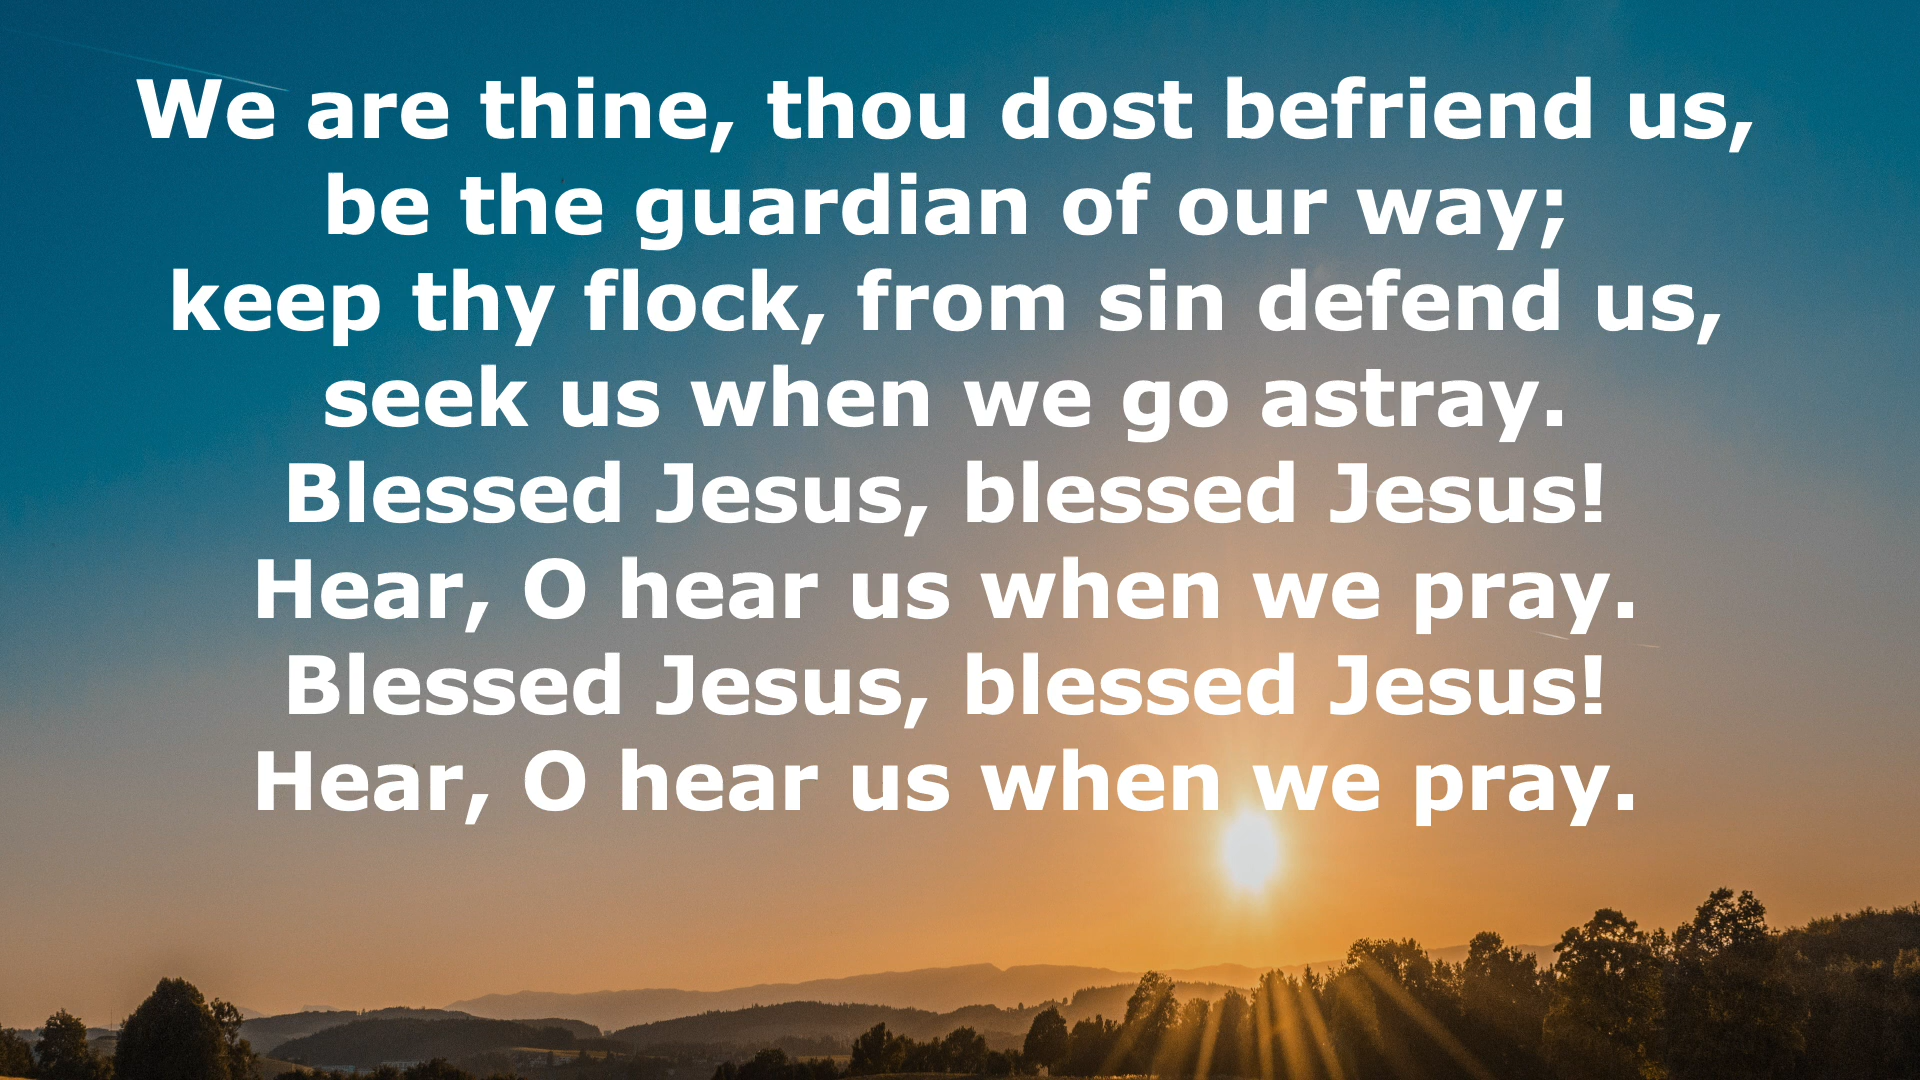 We are thine, thou dost befriend us,
be the guardian of our way;
keep thy flock, from sin defend us,
seek us when we go astray.
Blessed Jesus, blessed Jesus!
Hear, O hear us when we pray.
Blessed Jesus, blessed Jesus!
Hear, O hear us when we pray.